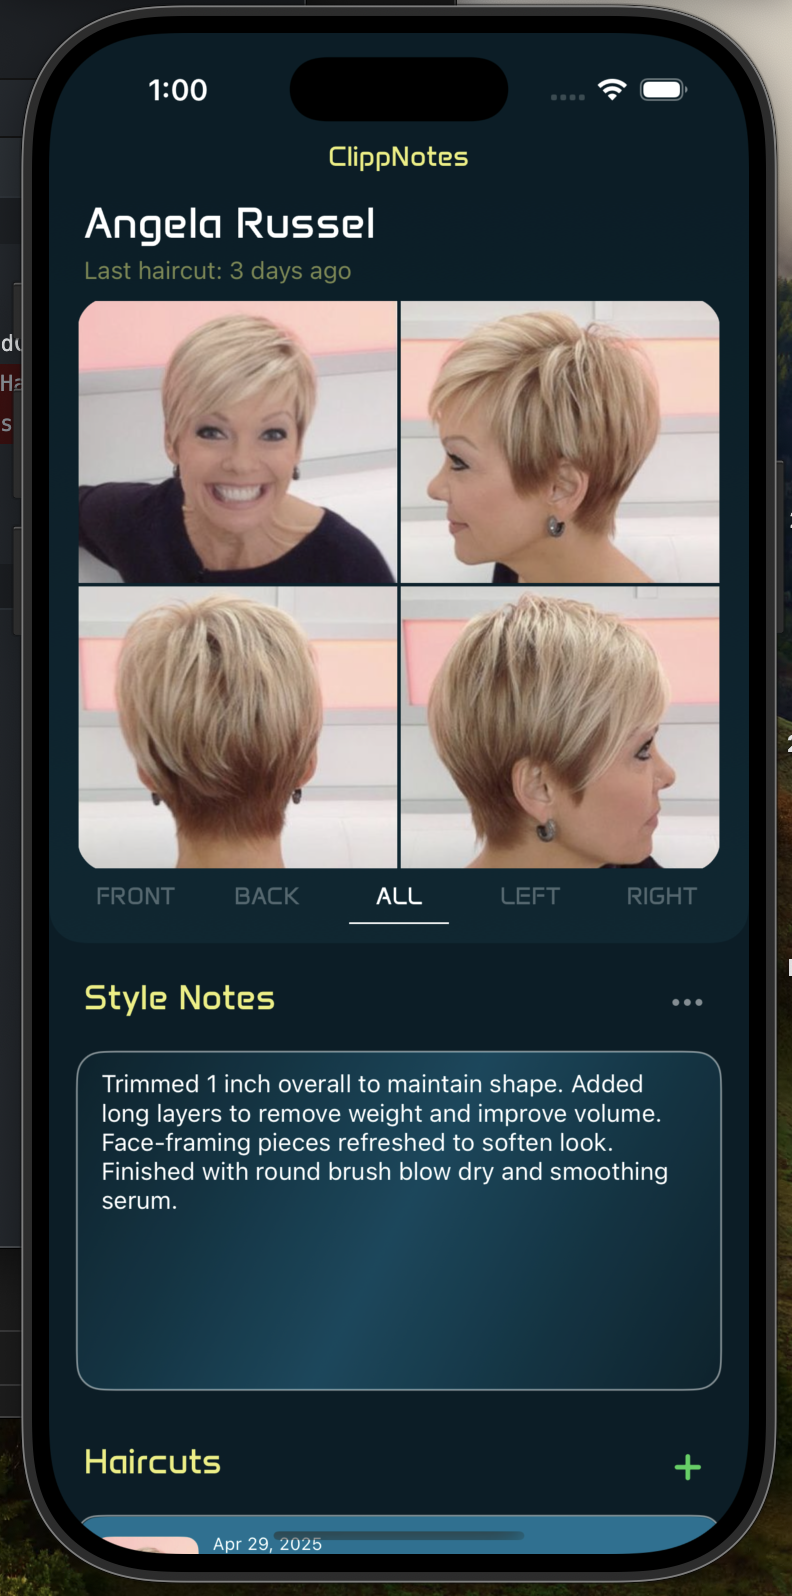 1:00
ClippNotes
Angela Russel
Last haircut: 3 days ago
FRONT BACK ALL LEFT RIGHT
Style Notes
Trimmed 1 inch overall to maintain shape. Added
long layers to remove weight and improve volume.
Face-framing pieces refreshed to soften look.
Finished with round brush blow dry and smoothing
serum.
Haircuts
Apr 29, 2025